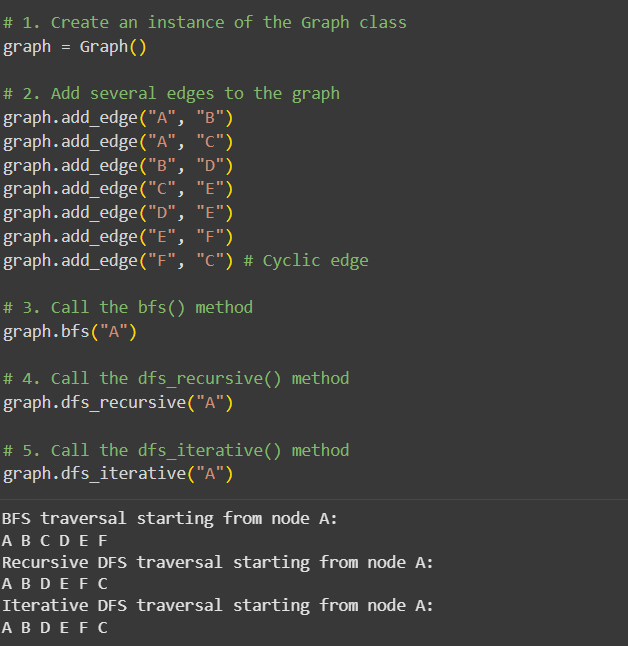 # 1. Create an instance of the Graph class
graph = Graph()
# 2. Add several edges to the graph
graph.add_edge("A", "B")
graph.add_edge("A", "C")
graph.add_edge("B", "D")
graph.add_edge("C", "E")
graph.add_edge("D", "E")
graph.add_edge("E", "F")
graph.add_edge("F", "C") # Cyclic edge
# 3. Call the bfs() method
graph.bfs("A")
# 4. Call the dfs_recursive() method
graph.dfs_recursive("A")
# 5. Call the dfs_iterative() method
graph.dfs_iterative("A")
BFS traversal starting from node A:
A B C D E F
Recursive DFS traversal starting from node A:
A B D E F C
Iterative DFS traversal starting from node A:
A B D E F C